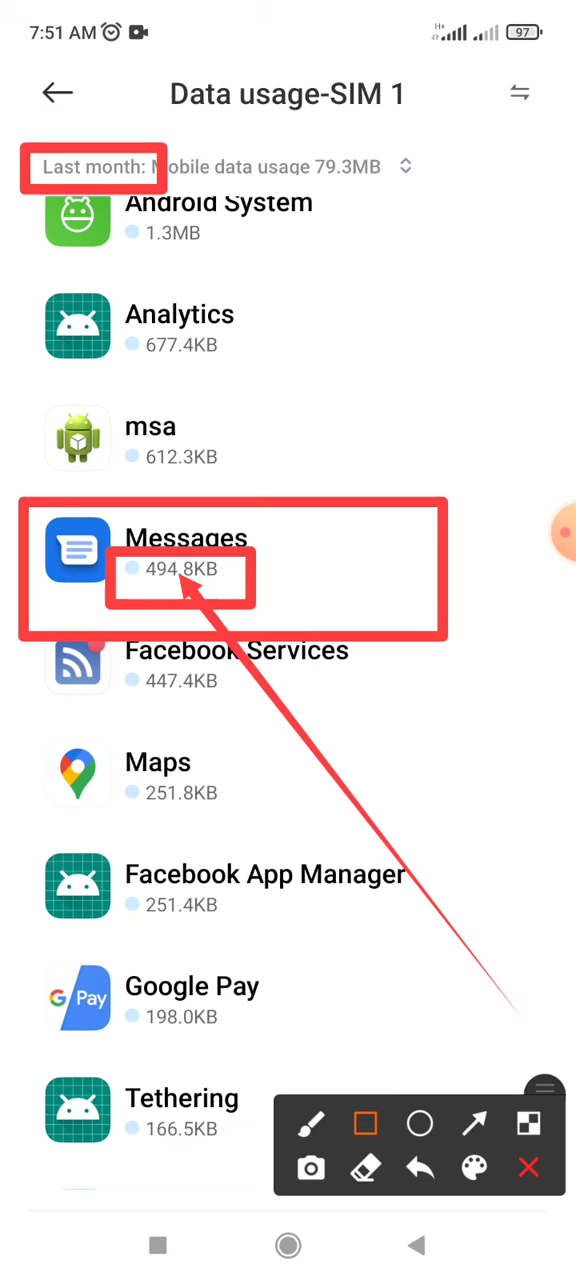 7:51 AM
H+
97
Data usage-SIM 1
Last month: Mobile data usage 79.3MB
Android System
1.3MB
Analytics
677.4KB
msa
612.3KB
Messages
494.8KB
Facebook Services
447.4KB
Maps
251.8KB
Facebook App Manager
251.4KB
G Pay
Google Pay
198.0KB
Tethering
166.5KB